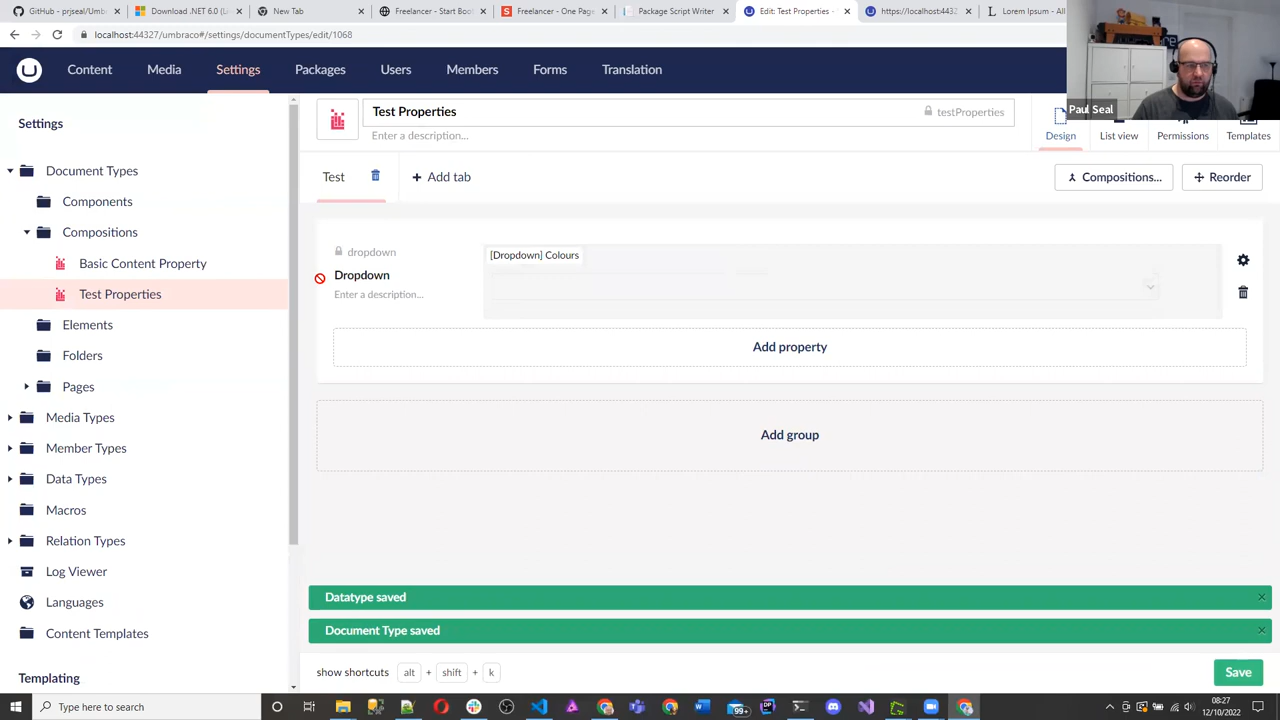 GitHub - prjseal/Umb
Download .NET 6.0 (Li
New Tab
Freelancer - Start Boo
Freelancer - One Page
Package Script Writer
Edit: Test Properties -
https://localhost:443
Lorem Ipsum - All
localhost:44327/umbraco#/settings/documentTypes/edit/1068
Content
Media
Settings
Packages
Users
Members
Forms
Translation
Paul Seal
Settings
Document Types
Components
Compositions
Basic Content Property
Test Properties
Elements
Folders
Pages
Media Types
Member Types
Data Types
Macros
Relation Types
Log Viewer
Languages
Content Templates
Templating
Test Properties
testProperties
Enter a description...
Design
List view
Permissions
Templates
Test
+ Add tab
Compositions...
Reorder
dropdown
Dropdown
Enter a description...
[Dropdown] Colours
Add property
Add group
Datatype saved
Document Type saved
show shortcuts alt + shift + k
Save
Type here to search
99+
08:27
12/10/2022